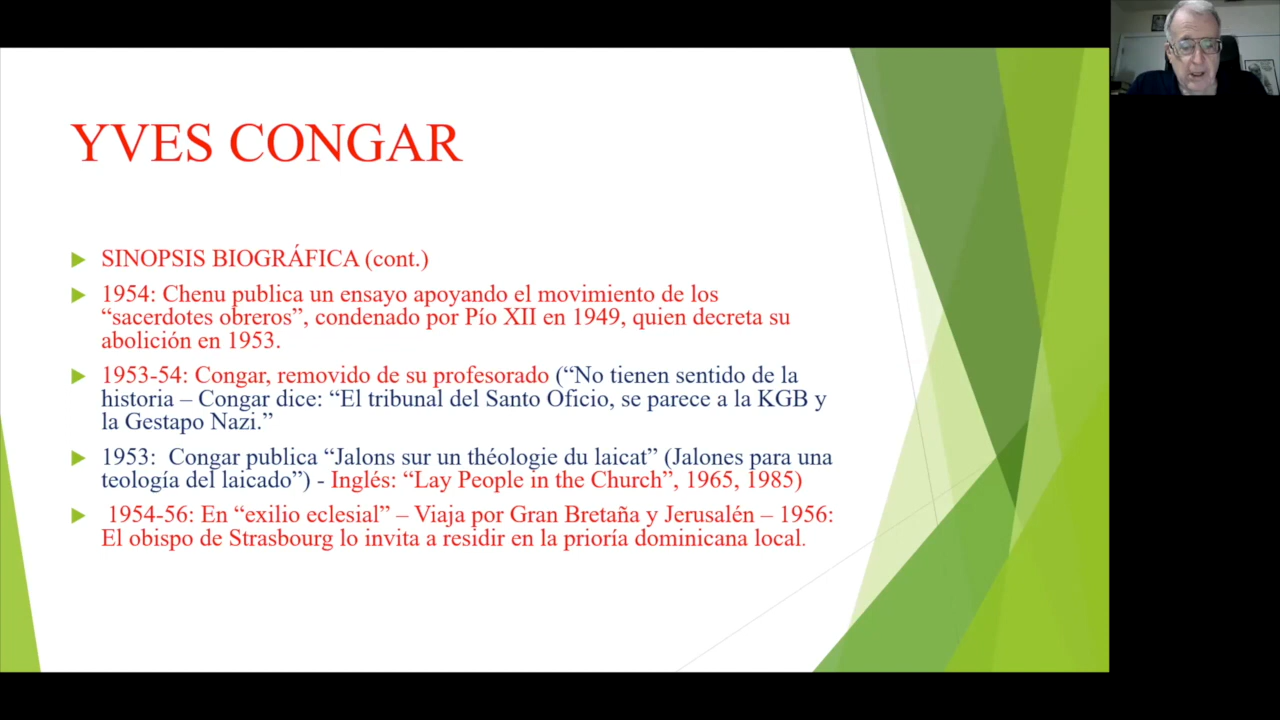 YVES CONGAR
SINOPSIS BIOGRÁFICA (cont.)
1954: Chenu publica un ensayo apoyando el movimiento de los
“sacerdotes obreros”, condenado por Pío XII en 1949, quien decreta su
abolición en 1953.
1953-54: Congar, removido de su profesorado (“No tienen sentido de la
historia – Congar dice: “El tribunal del Santo Oficio, se parece a la KGB y
la Gestapo Nazi.”
1953:  Congar publica “Jalons sur un théologie du laicat” (Jalones para una
teología del laicado”) - Inglés: “Lay People in the Church”, 1965, 1985)
1954-56: En “exilio eclesial” – Viaja por Gran Bretaña y Jerusalén – 1956:
El obispo de Strasbourg lo invita a residir en la prioría dominicana local.